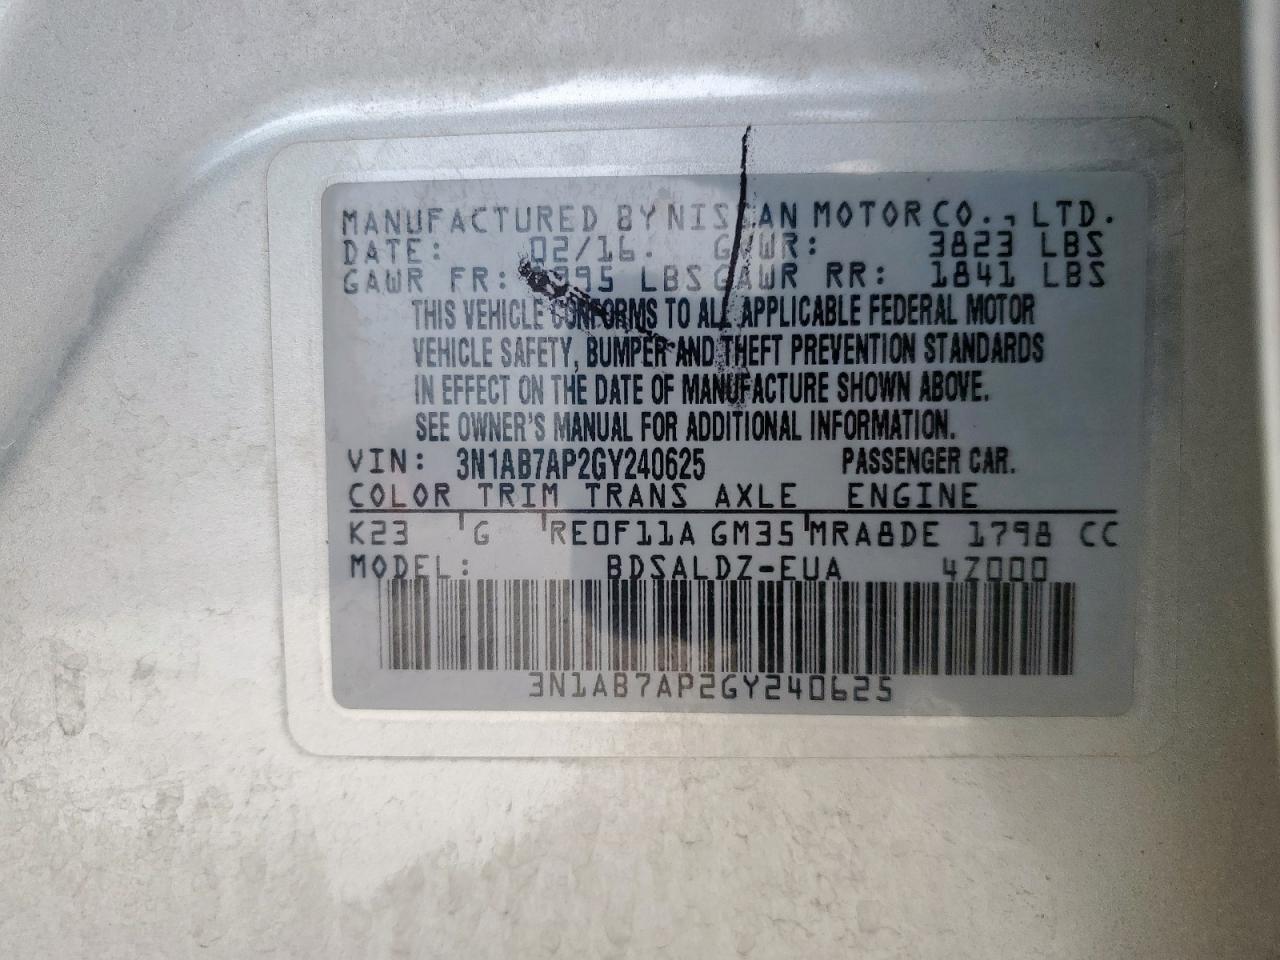 MANUFACTURED BY NISSAN MOTOR CO., LTD.
DATE: 02/16. GVWR: 3823 LBS
GAWR FR: LBS GAWR RR: 1841 LBS
THIS VEHICLE CONFORMS TO ALL APPLICABLE FEDERAL MOTOR
VEHICLE SAFETY, BUMPER AND THEFT PREVENTION STANDARDS
IN EFFECT ON THE DATE OF MANUFACTURE SHOWN ABOVE.
SEE OWNER'S MANUAL FOR ADDITIONAL INFORMATION.
VIN: 3N1AB7AP2GY240625 PASSENGER CAR.
COLOR TRIM TRANS AXLE ENGINE
K23 G RE0F11A GM35 MRA8DE 1798 CC
MODEL: BDSALDZ-EUA 4Z000
3N1AB7AP2GY240625